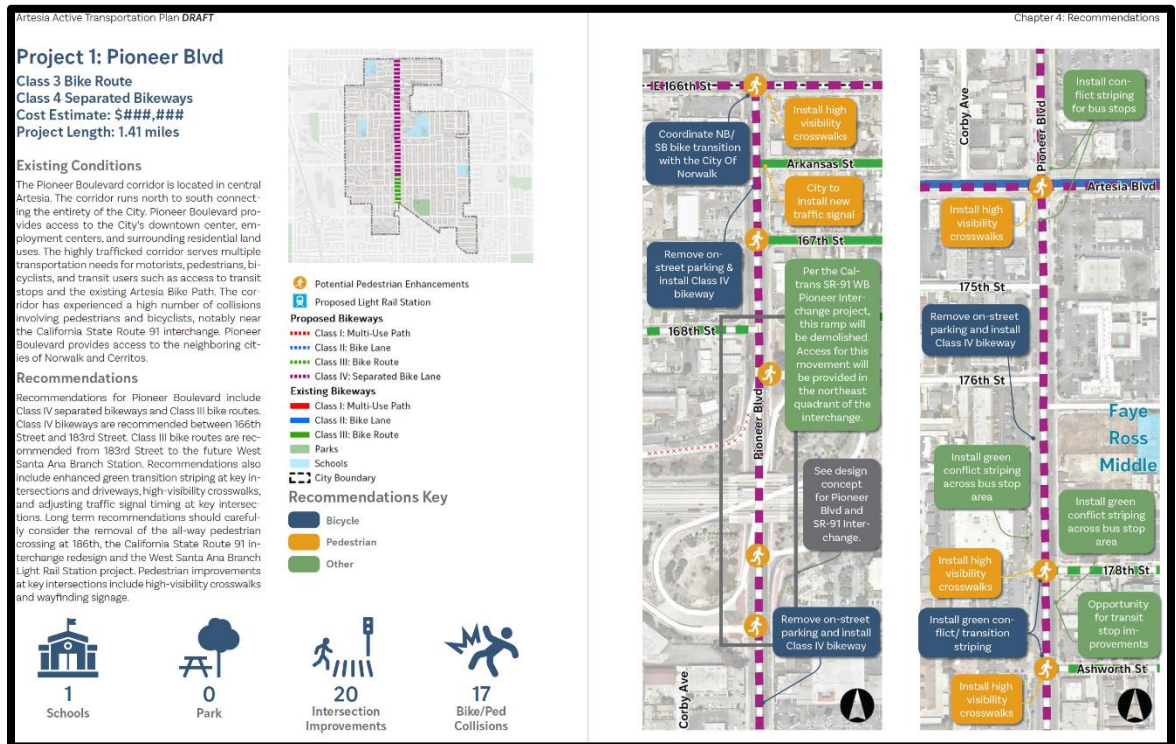 Artesia Active Transportation Plan DRAFT
Chapter 4: Recommendations
Project 1: Pioneer Blvd
Class 3 Bike Route
Class 4 Separated Bikeways
Cost Estimate: $###,###
Project Length: 1.41 miles
Existing Conditions
The Pioneer Boulevard corridor is located in central
Artesia. The corridor runs north to south connect-
ing the entirety of the City. Pioneer Boulevard pro-
vides access to the City's downtown center, em-
ployment centers, and surrounding residential land
uses. The highly trafficked corridor serves multiple
transportation needs for motorists, pedestrians, bi-
cyclists, and transit users such as access to transit
stops and the existing Artesia Bike Path. The cor-
ridor has experienced a high number of collisions
involving pedestrians and bicyclists, notably near
the California State Route 91 interchange. Pioneer
Boulevard provides access to the neighboring cit-
ies of Norwalk and Cerritos.
Recommendations
Recommendations for Pioneer Boulevard include
Class IV separated bikeways and Class III bike routes.
Class IV bikeways are recommended between 166th
Street and 183rd Street. Class III bike routes are rec-
ommended from 183rd Street to the future West
Santa Ana Branch Station. Recommendations also
include enhanced green transition striping at key in-
tersections and driveways, high-visibility crosswalks,
and adjusting traffic signal timing at key intersec-
tions. Long term recommendations should careful-
ly consider the removal of the all-way pedestrian
crossing at 186th, the California State Route 91 in-
terchange redesign and the West Santa Ana Branch
Light Rail Station project. Pedestrian improvements
at key intersections include high-visibility crosswalks
and wayfinding signage.
Potential Pedestrian Enhancements
Proposed Light Rail Station
Proposed Bikeways
Class I: Multi-Use Path
Class II: Bike Lane
Class III: Bike Route
Class IV: Separated Bike Lane
Existing Bikeways
Class I: Multi-Use Path
Class II: Bike Lane
Class III: Bike Route
Parks
Schools
City Boundary
Recommendations Key
Bicycle
Pedestrian
Other
1
Schools
0
Park
20
Intersection
Improvements
17
Bike/Ped
Collisions
E 166th St
Install high
visibility
crosswalks
Coordinate NB/
SB bike transition
with the City Of
Norwalk
Arkansas St
City to
install new
traffic signal
167th St
Remove on-
street parking &
install Class IV
bikeway
Per the Cal-
trans SR-91 WB
Pioneer Inter-
change project,
this ramp will
be demolished.
Access for this
movement will
be provided in
the northeast
quadrant of the
interchange.
168th St
Pioneer Blvd
See design
concept
for Pioneer
Blvd and
SR-91 Inter-
change.
Remove on-street
parking and install
Class IV bikeway
Corby Ave
Corby Ave
Pioneer Blvd
Install con-
flict striping
for bus stops
Artesia Blvd
Install high
visibility
crosswalks
175th St
Remove on-street
parking and install
Class IV bikeway
176th St
Faye
Ross
Middle
Install green
conflict striping
across bus stop
area
Install green
conflict striping
across bus stop
area
Install high
visibility
crosswalks
178th St
Install green con-
flict/ transition
striping
Opportunity
for transit
stop im-
provements
Ashworth St
Install high
visibility
crosswalks